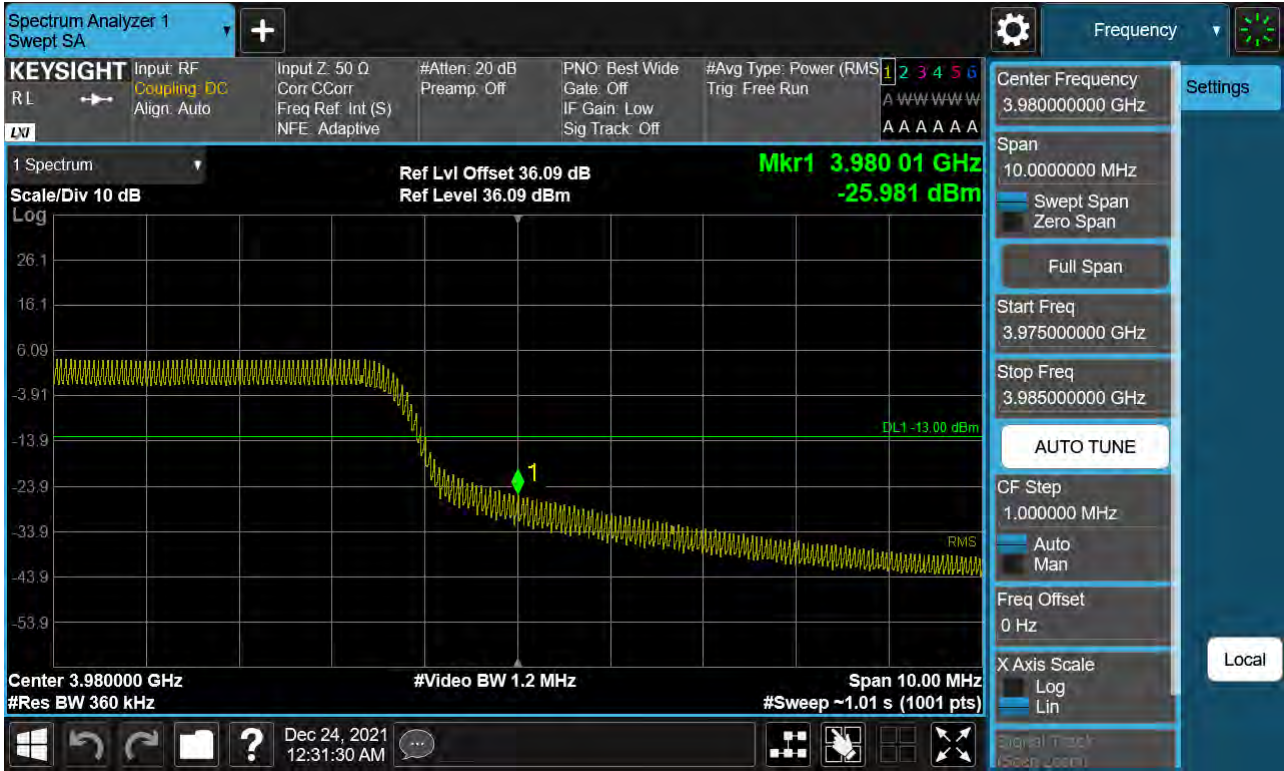 Spectrum Analyzer 1
Swept SA
+
Frequency
KEYSIGHT
RL
LXI
Input: RF
Coupling: DC
Align: Auto
Input Z: 50 Ω
Corr CCorr
Freq Ref: Int (S)
NFE: Adaptive
#Atten: 20 dB
Preamp: Off
PNO: Best Wide
Gate: Off
IF Gain: Low
Sig Track: Off
#Avg Type: Power (RMS
Trig: Free Run
1 2 3 4 5 6
A W W W W W
A A A A A A
1 Spectrum
Scale/Div 10 dB
Log
Ref Lvl Offset 36.09 dB
Ref Level 36.09 dBm
Mkr1 3.980 01 GHz
-25.981 dBm
26.1
16.1
6.09
-3.91
-13.9
-23.9
-33.9
-43.9
-53.9
DL1 -13.00 dBm
1
RMS
Center 3.980000 GHz
#Res BW 360 kHz
#Video BW 1.2 MHz
Span 10.00 MHz
#Sweep ~1.01 s (1001 pts)
Center Frequency
3.980000000 GHz
Settings
Span
10.0000000 MHz
Swept Span
Zero Span
Full Span
Start Freq
3.975000000 GHz
Stop Freq
3.985000000 GHz
AUTO TUNE
CF Step
1.000000 MHz
Auto
Man
Freq Offset
0 Hz
X Axis Scale
Log
Lin
Signal Track
(Span Zoom)
Local
?
Dec 24, 2021
12:31:30 AM